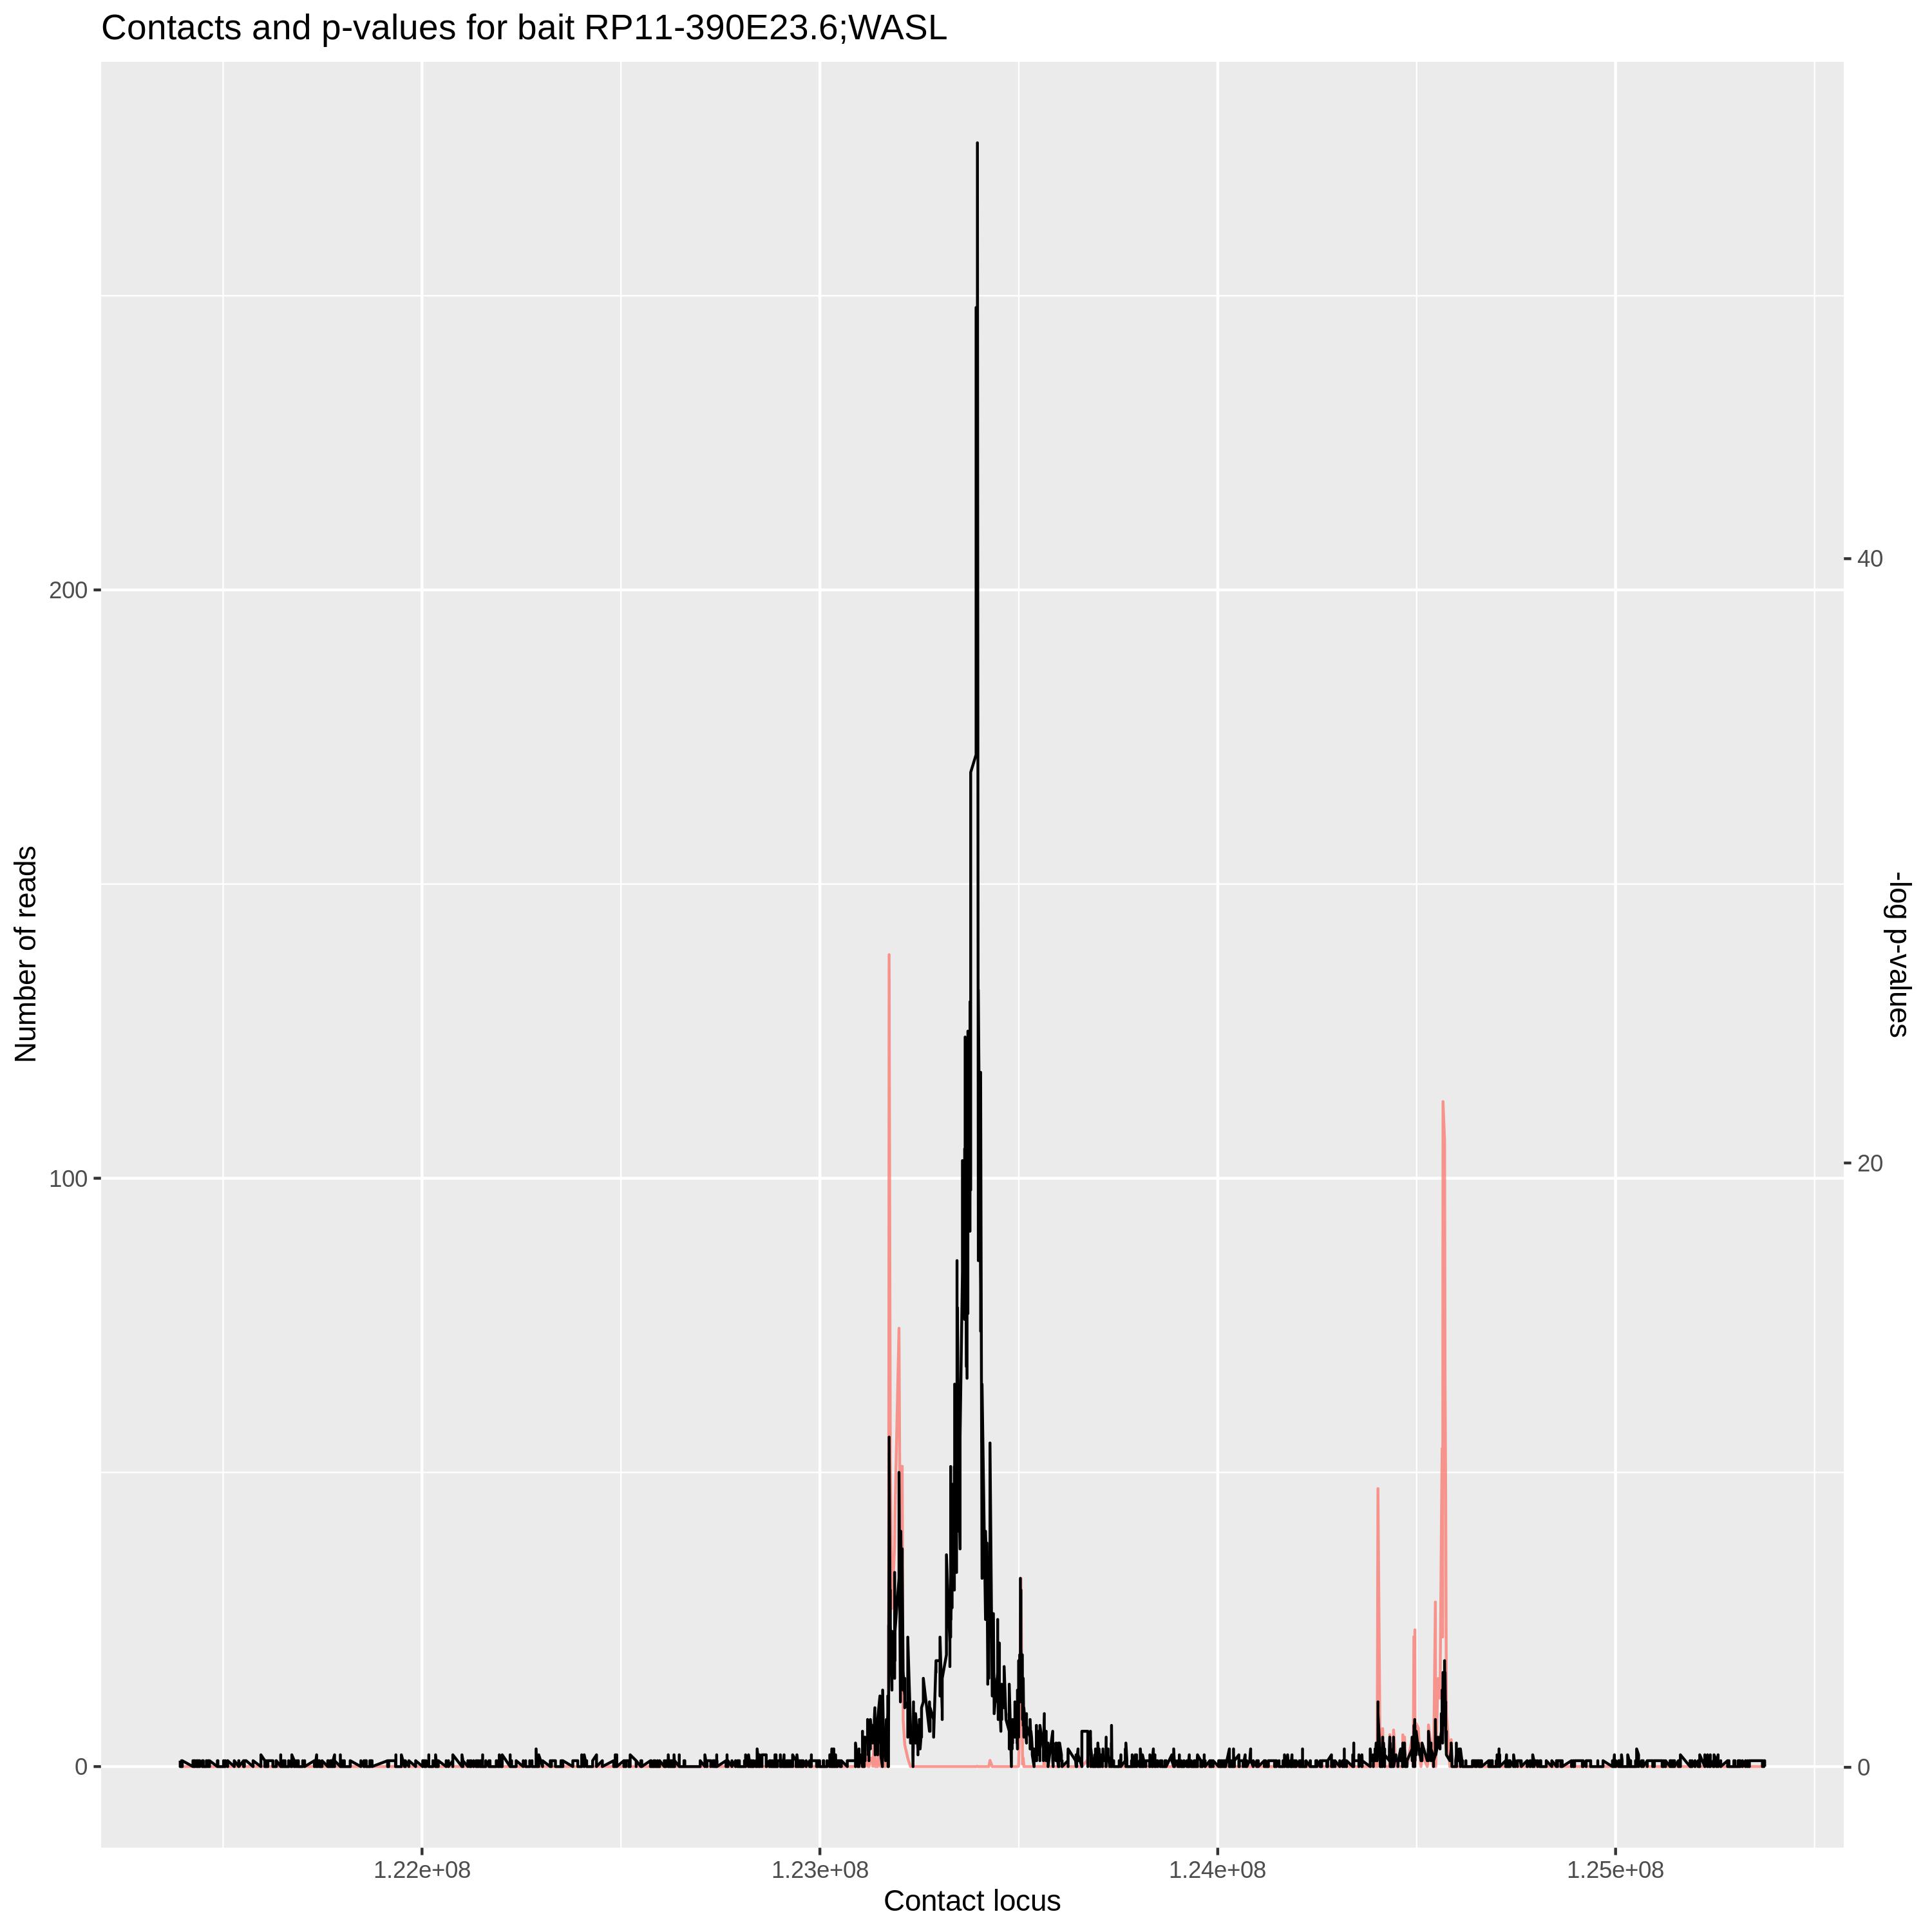 Contacts and p-values for bait RP11-390E23.6;WASL
Number of reads
200
100
0
40
20
0
-log p-values
1.22e+08
1.23e+08
1.24e+08
1.25e+08
Contact locus